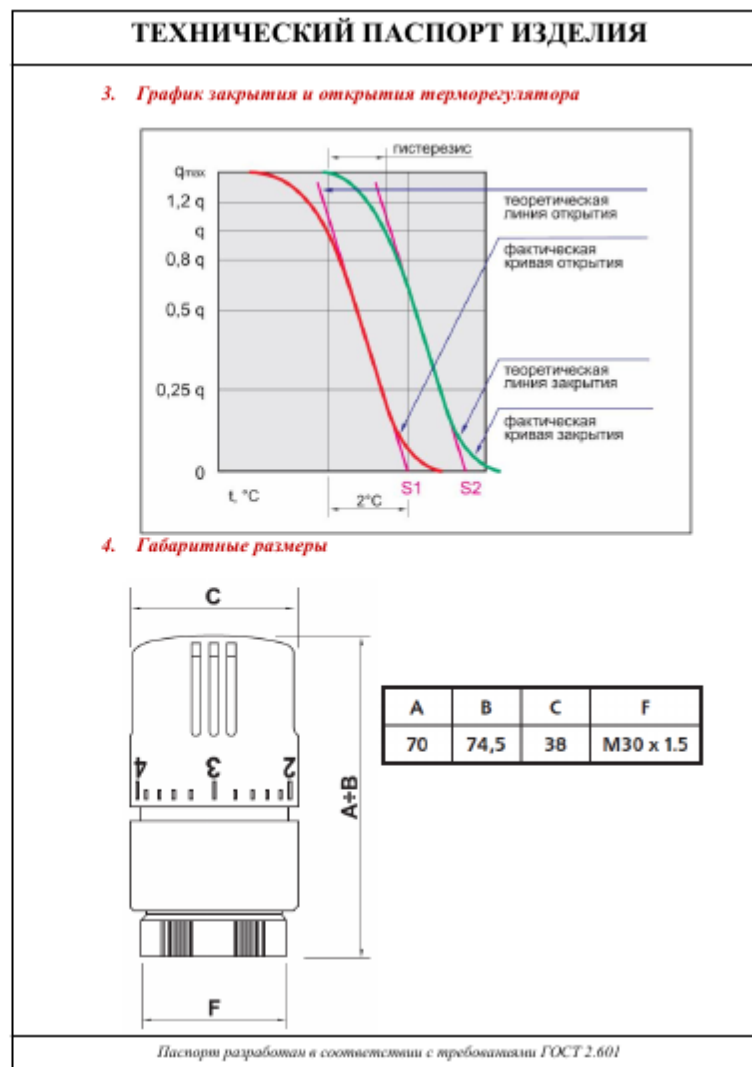 ТЕХНИЧЕСКИЙ ПАСПОРТ ИЗДЕЛИЯ
3. График закрытия и открытия терморегулятора
гистерезис
qmax
1,2 q
q
0,8 q
0,5 q
0,25 q
0
теоретическая
линия открытия
фактическая
кривая открытия
теоретическая
линия закрытия
фактическая
кривая закрытия
t, °C
2°C
S1
S2
4. Габаритные размеры
C
4 3 2
A÷B
F
A B C F
70 74,5 38 M30 x 1.5
Паспорт разработан в соответствии с требованиями ГОСТ 2.601